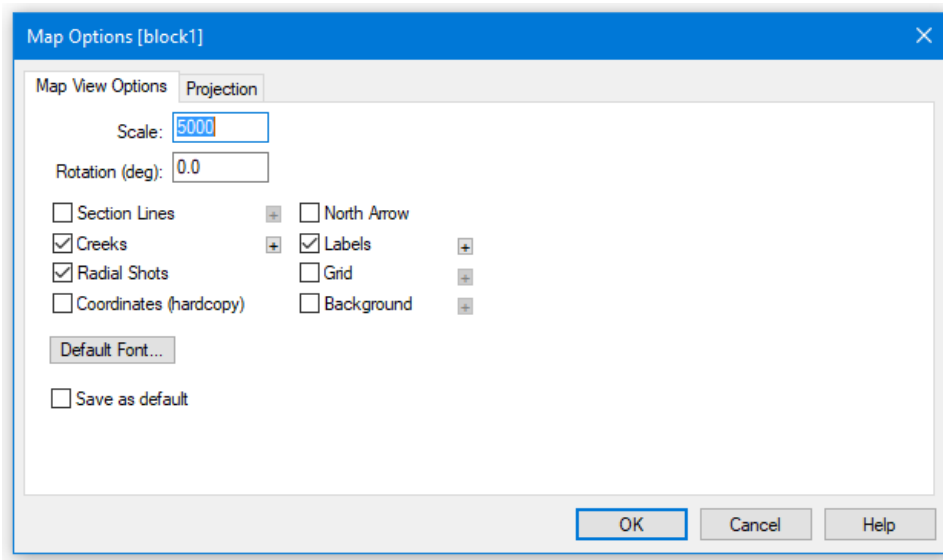 Map Options [block1]
Map View Options Projection
Scale: 5000
Rotation (deg): 0.0
Section Lines + North Arrow
Creeks + Labels +
Radial Shots Grid +
Coordinates (hardcopy) Background +
Default Font...
Save as default
OK Cancel Help